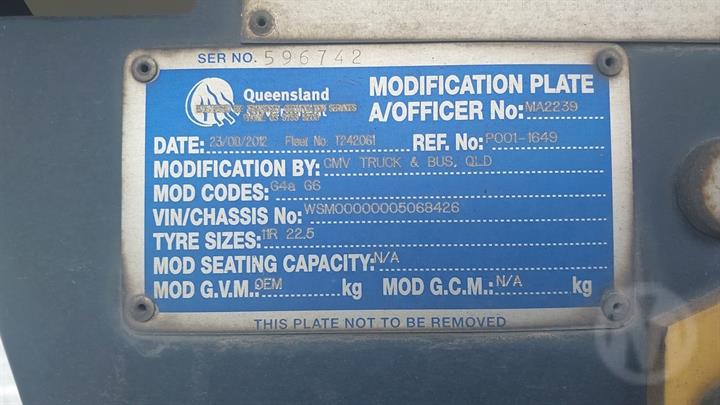 SER NO. 596742
Queensland
MODIFICATION PLATE
A/OFFICER No: MA2239
DATE: 23/08/2012 Fleet No: T242061 REF. No: P001-1649
MODIFICATION BY: CMV TRUCK & BUS, QLD
MOD CODES: G4a G6
VIN/CHASSIS No: WSM00000005068426
TYRE SIZES: 11R 22.5
MOD SEATING CAPACITY: N/A
MOD G.V.M.: OEM kg MOD G.C.M.: N/A kg
THIS PLATE NOT TO BE REMOVED